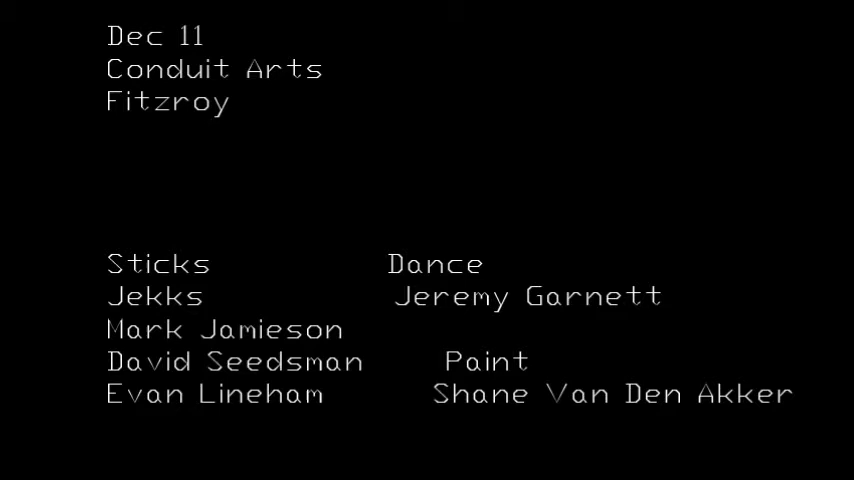 Dec 11
Conduit Arts
Fitzroy
Sticks Dance
Jekks Jeremy Garnett
Mark Jamieson
David Seedsman Paint
Evan Lineham Shane Van Den Akker